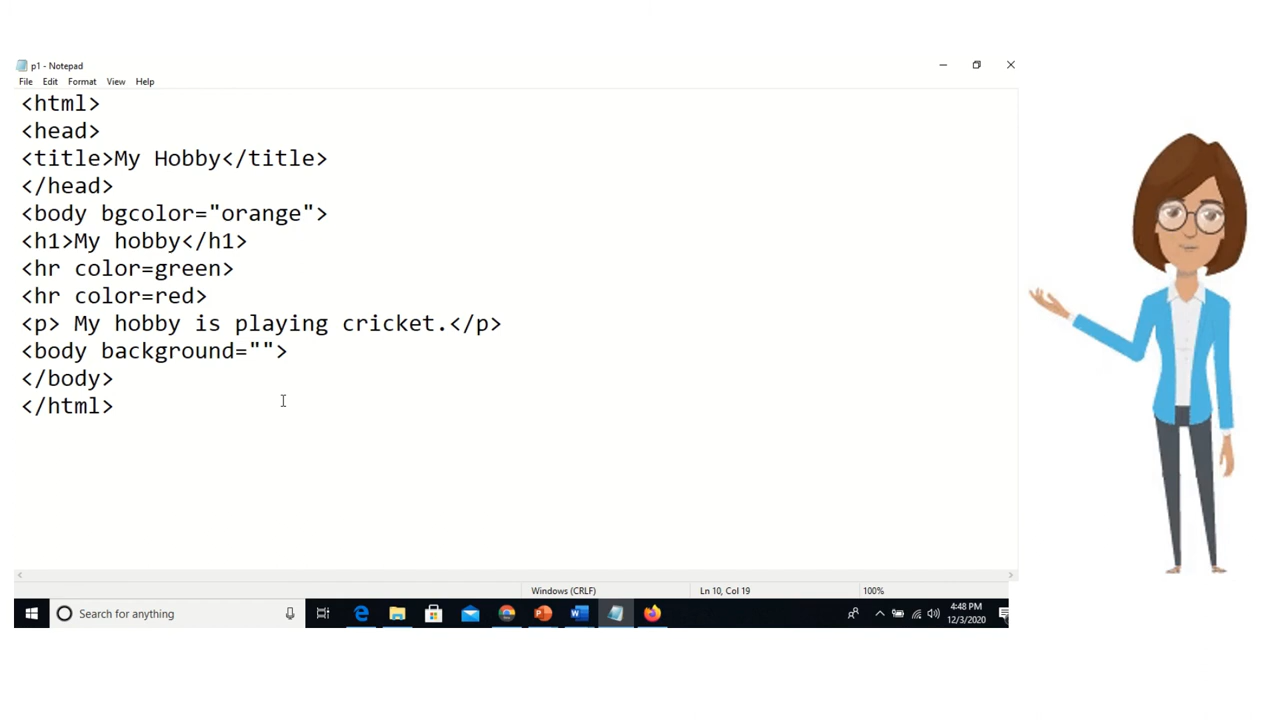 p1 - Notepad
File Edit Format View Help
<html>
<head>
<title>My Hobby</title>
</head>
<body bgcolor="orange">
<h1>My hobby</h1>
<hr color=green>
<hr color=red>
<p> My hobby is playing cricket.</p>
<body background="">
</body>
</html>
Windows (CRLF) Ln 10, Col 19 100%
Search for anything
4:48 PM
12/3/2020